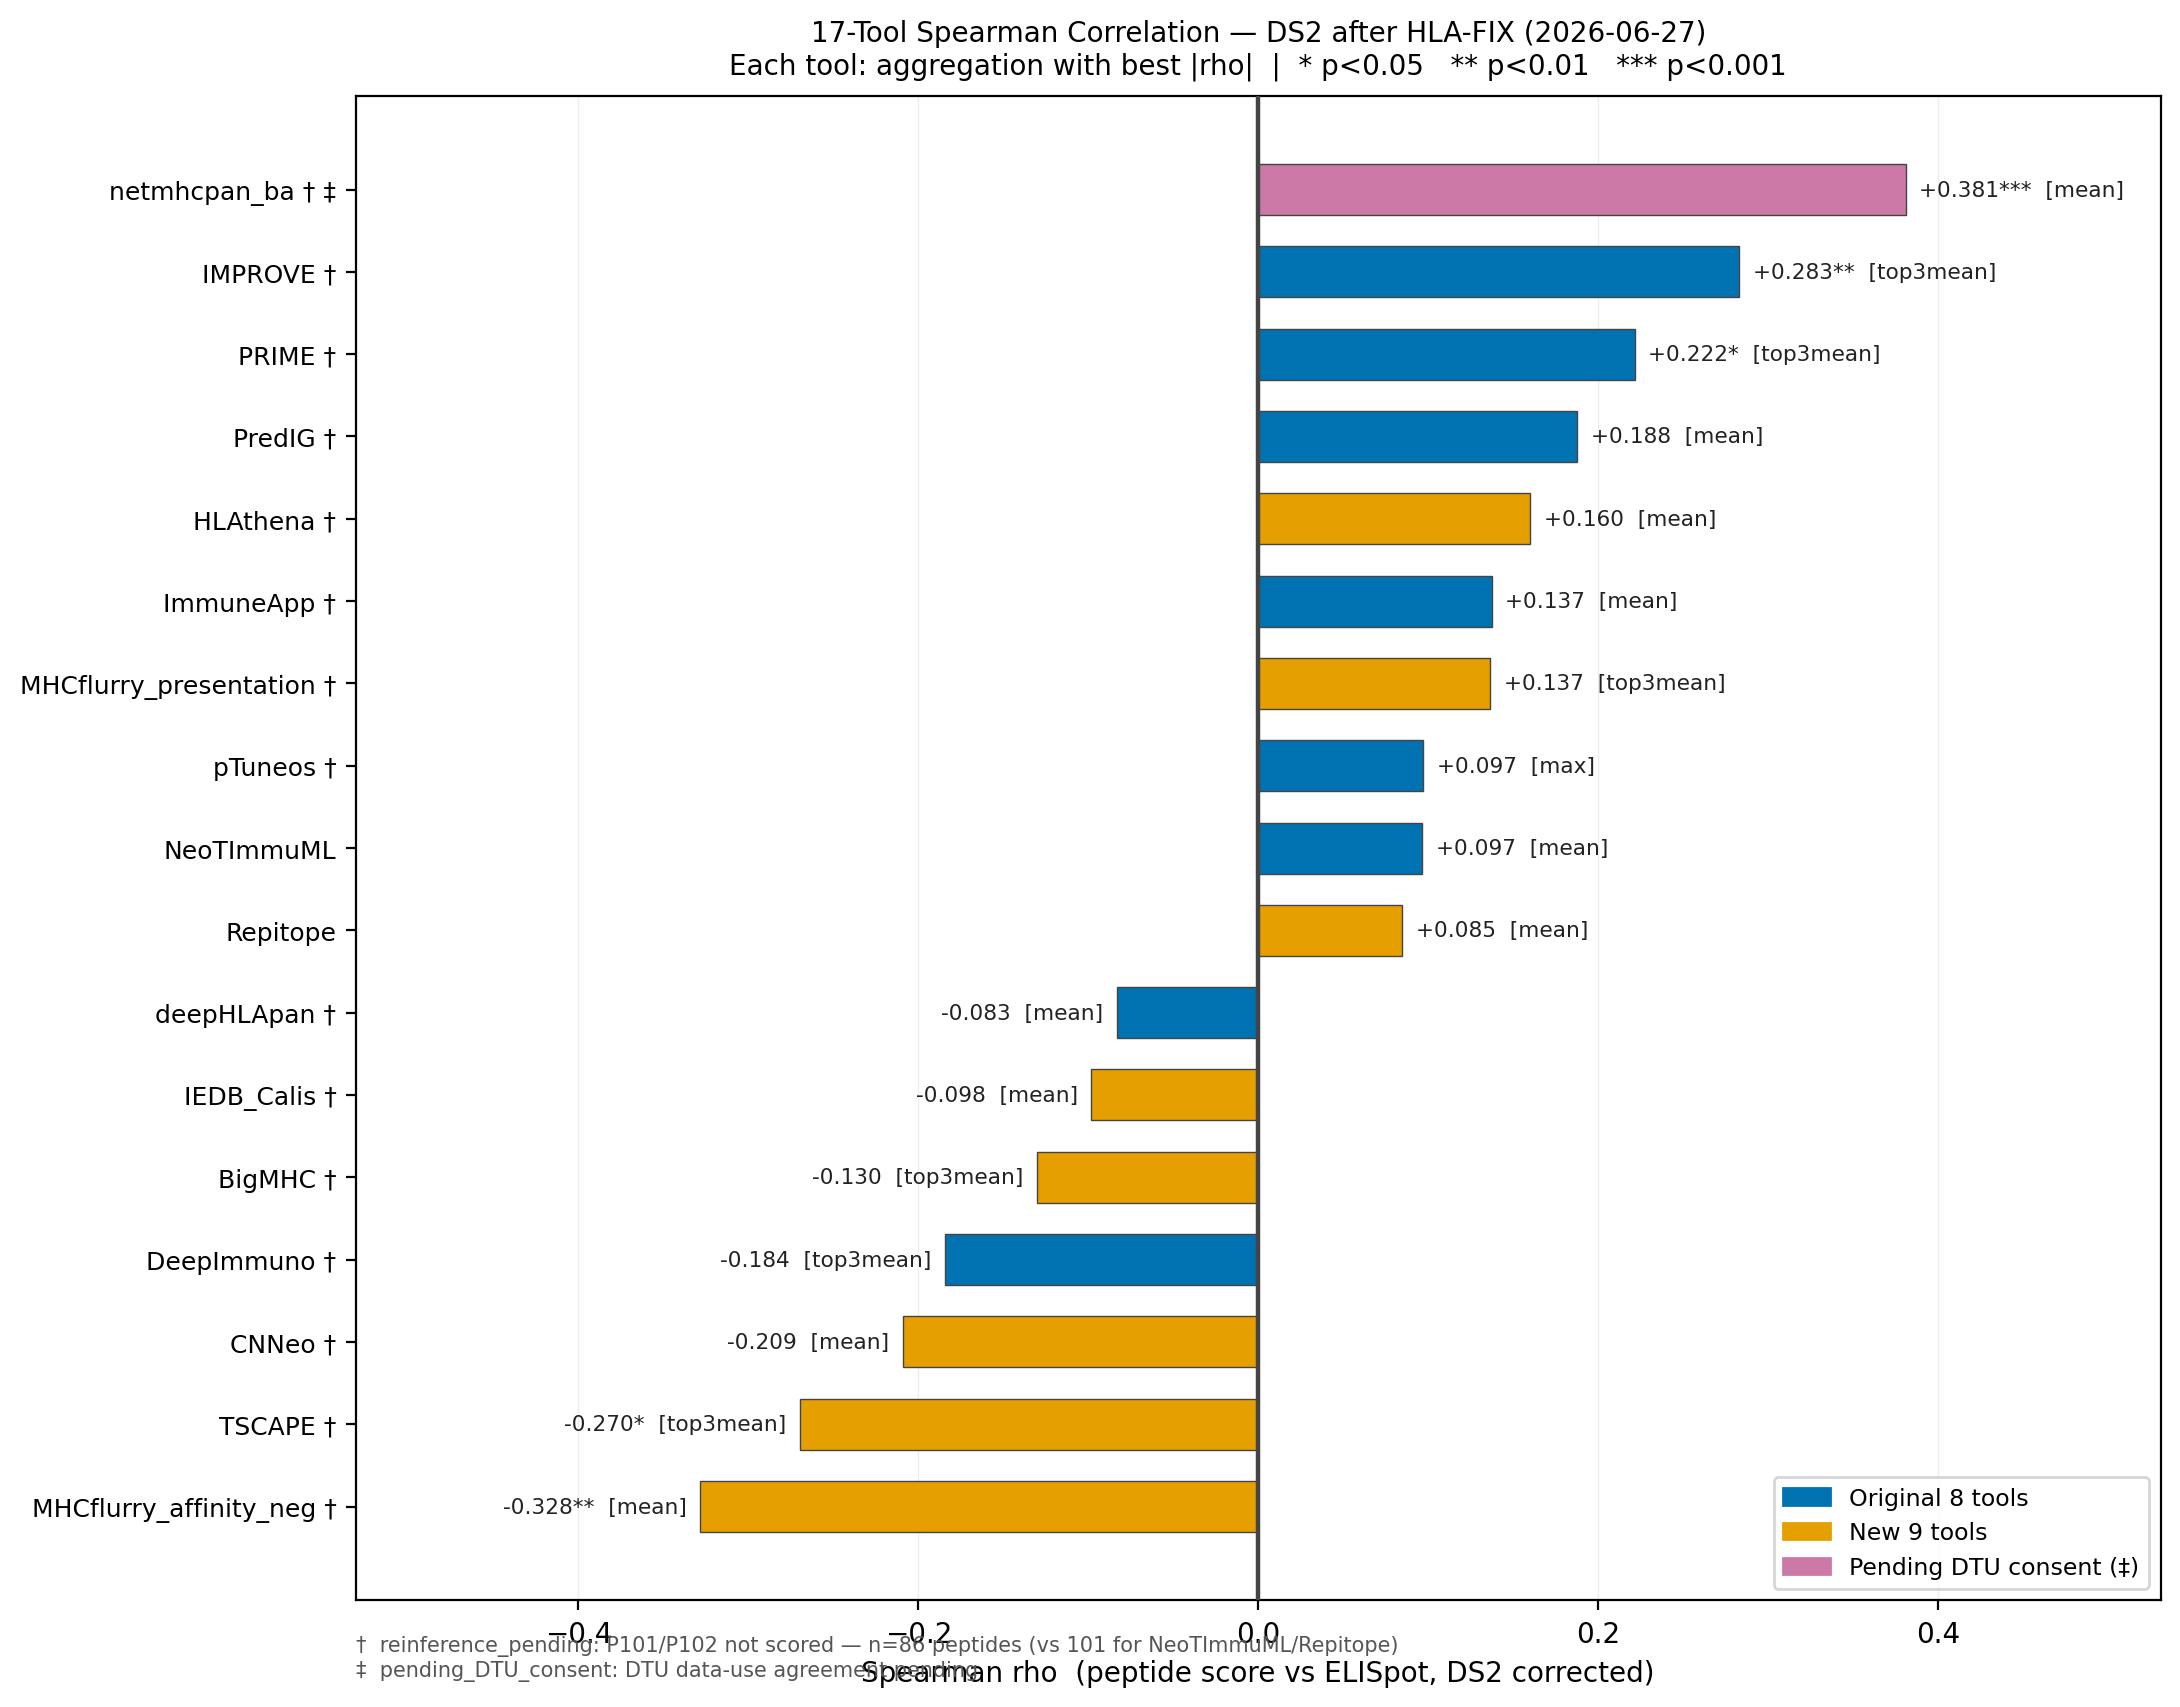 17-Tool Spearman Correlation — DS2 after HLA-FIX (2026-06-27)
Each tool: aggregation with best |rho|  |  * p<0.05   ** p<0.01   *** p<0.001
netmhcpan_ba † ‡
+0.381***  [mean]
IMPROVE †
+0.283**  [top3mean]
PRIME †
+0.222*  [top3mean]
PredIG †
+0.188  [mean]
HLAthena †
+0.160  [mean]
ImmuneApp †
+0.137  [mean]
MHCflurry_presentation †
+0.137  [top3mean]
pTuneos †
+0.097  [max]
NeoTImmuML
+0.097  [mean]
Repitope
+0.085  [mean]
deepHLApan †
-0.083  [mean]
IEDB_Calis †
-0.098  [mean]
BigMHC †
-0.130  [top3mean]
DeepImmuno †
-0.184  [top3mean]
CNNeo †
-0.209  [mean]
TSCAPE †
-0.270*  [top3mean]
MHCflurry_affinity_neg †
-0.328**  [mean]
Original 8 tools
New 9 tools
Pending DTU consent (‡)
−0.4 −0.2 0.0 0.2 0.4
†  reinference_pending: P101/P102 not scored — n=86 peptides (vs 101 for NeoTImmuML/Repitope)
‡  pending_DTU_consent: DTU data-use agreement pending
Spearman rho  (peptide score vs ELISpot, DS2 corrected)